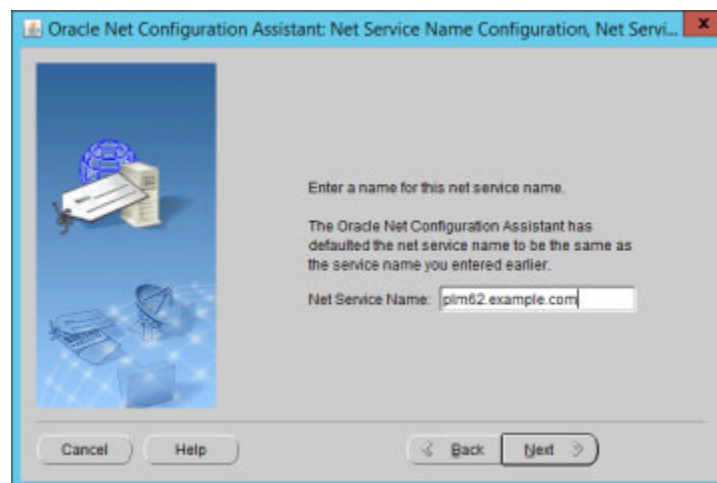 Oracle Net Configuration Assistant: Net Service Name Configuration, Net Servi...
Enter a name for this net service name.
The Oracle Net Configuration Assistant has
defaulted the net service name to be the same as
the service name you entered earlier.
Net Service Name: plm62.example.com
Cancel Help Back Next